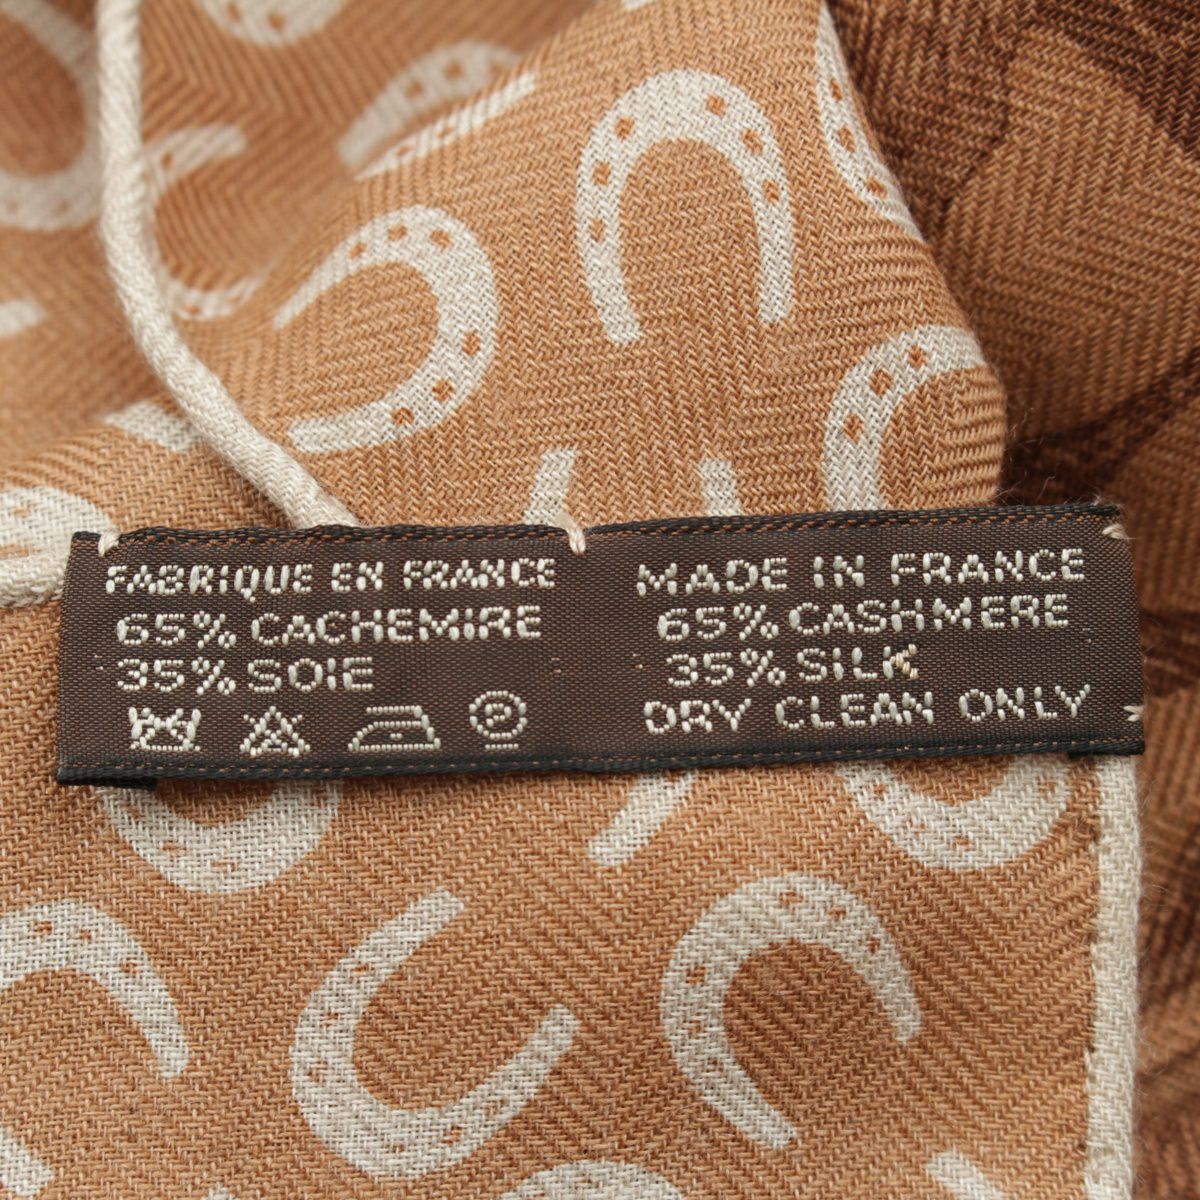 FABRIQUE EN FRANCE
65% CACHEMIRE
35% SOIE
P
MADE IN FRANCE
65% CASHMERE
35% SILK
DRY CLEAN ONLY